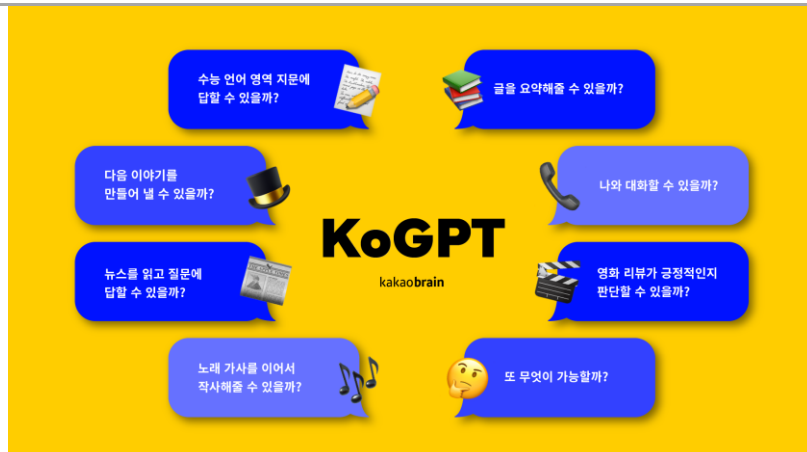 수능 언어 영역 지문에
답할 수 있을까?
글을 요약해줄 수 있을까?
다음 이야기를
만들어 낼 수 있을까?
나와 대화할 수 있을까?
KoGPT
kakaobrain
뉴스를 읽고 질문에
답할 수 있을까?
영화 리뷰가 긍정적인지
판단할 수 있을까?
노래 가사를 이어서
작사해줄 수 있을까?
또 무엇이 가능할까?